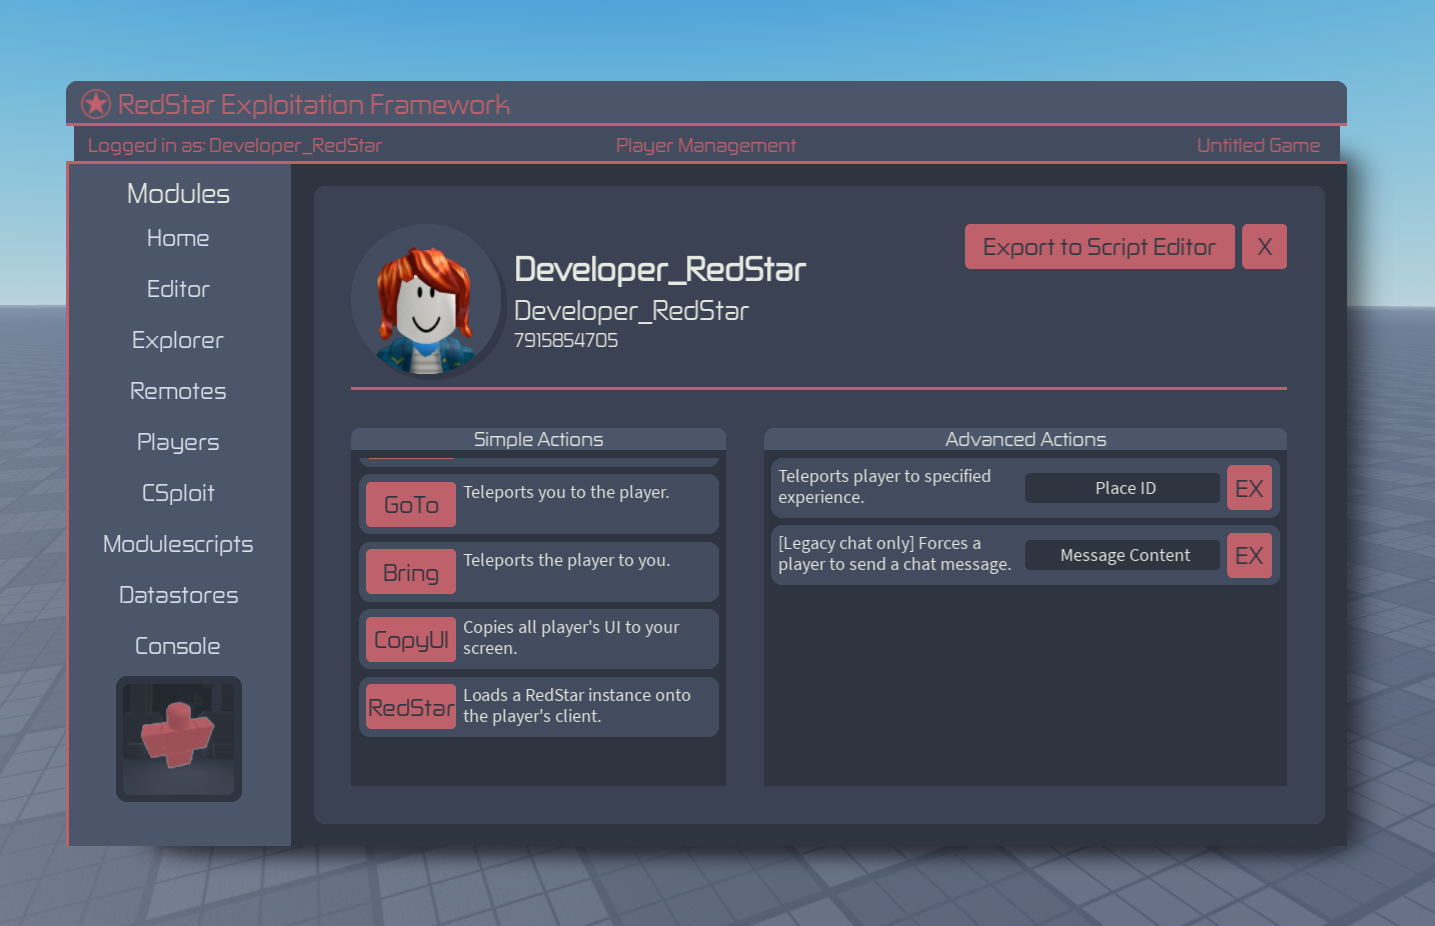 RedStar Exploitation Framework
Logged in as: Developer_RedStar
Player Management
Untitled Game
Modules
Home
Editor
Explorer
Remotes
Players
CSploit
Modulescripts
Datastores
Console
Developer_RedStar
Developer_RedStar
7915854705
Export to Script Editor
X
Simple Actions
GoTo
Teleports you to the player.
Bring
Teleports the player to you.
CopyUI
Copies all player's UI to your
screen.
RedStar
Loads a RedStar instance onto
the player's client.
Advanced Actions
Teleports player to specified
experience.
Place ID
EX
[Legacy chat only] Forces a
player to send a chat message.
Message Content
EX